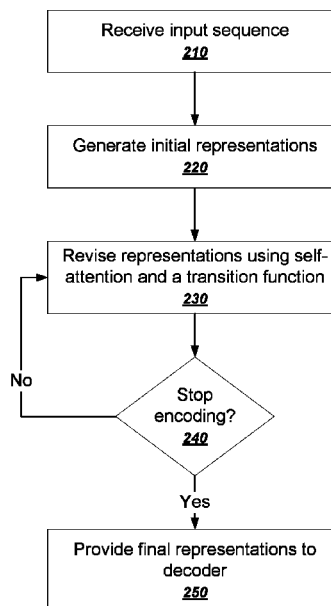 Receive input sequence
210
Generate initial representations
220
Revise representations using self-
attention and a transition function
230
No
Stop
encoding?
240
Yes
Provide final representations to
decoder
250